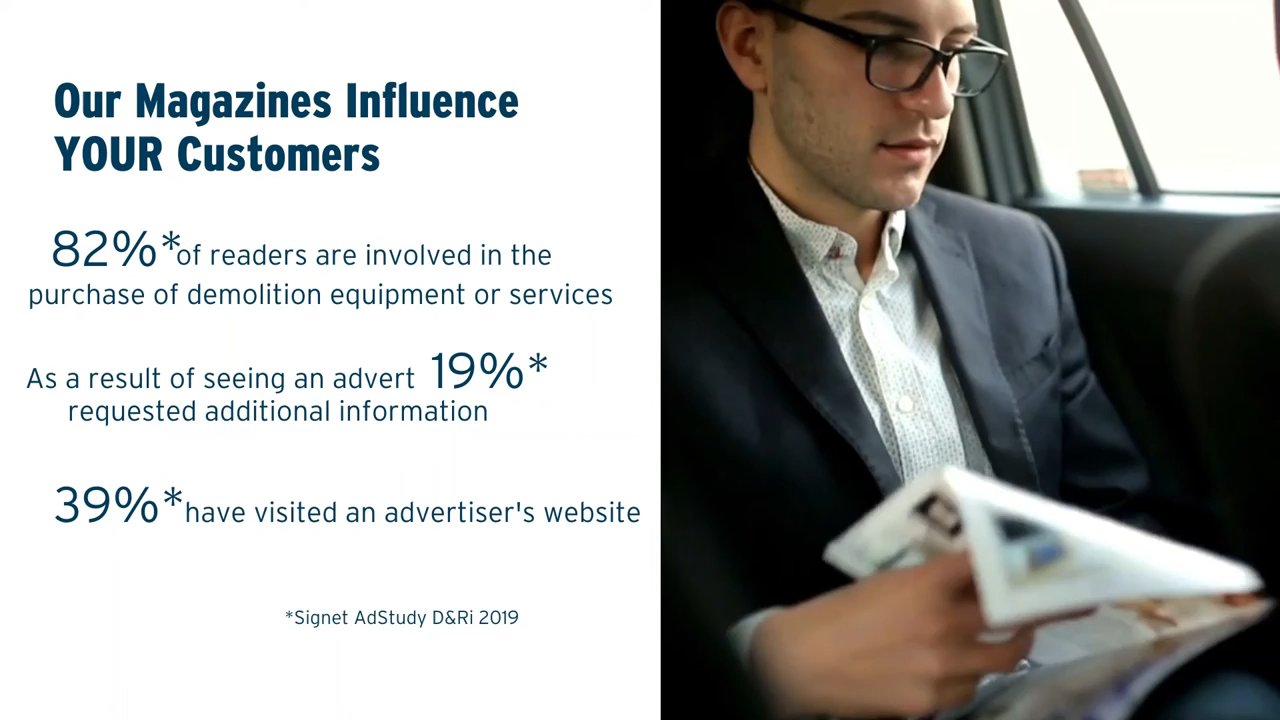 Our Magazines Influence
YOUR Customers
82%*of readers are involved in the
purchase of demolition equipment or services
As a result of seeing an advert 19%*
requested additional information
39%*have visited an advertiser's website
*Signet AdStudy D&Ri 2019